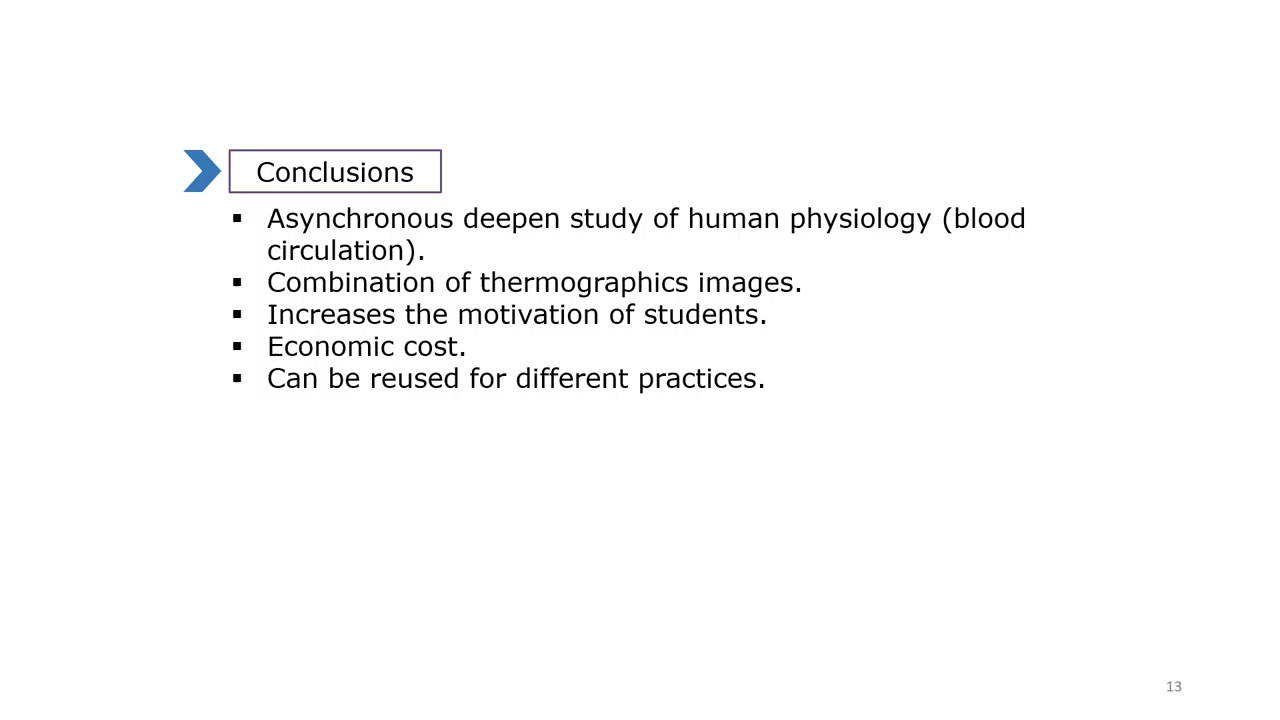 Conclusions
▪ Asynchronous deepen study of human physiology (blood
circulation).
▪ Combination of thermographics images.
▪ Increases the motivation of students.
▪ Economic cost.
▪ Can be reused for different practices.
13